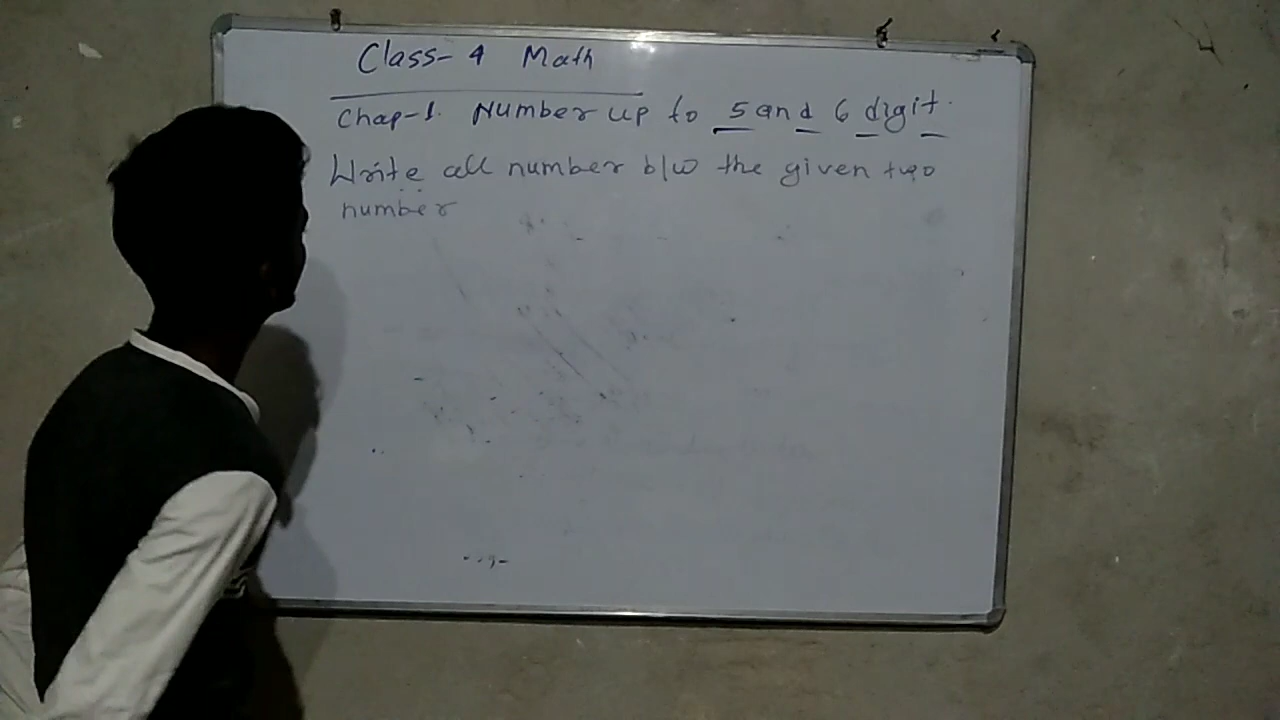 Class-4 Math
Chap-1. Number up to 5 and 6 digit.
Write all number b/w the given two
number